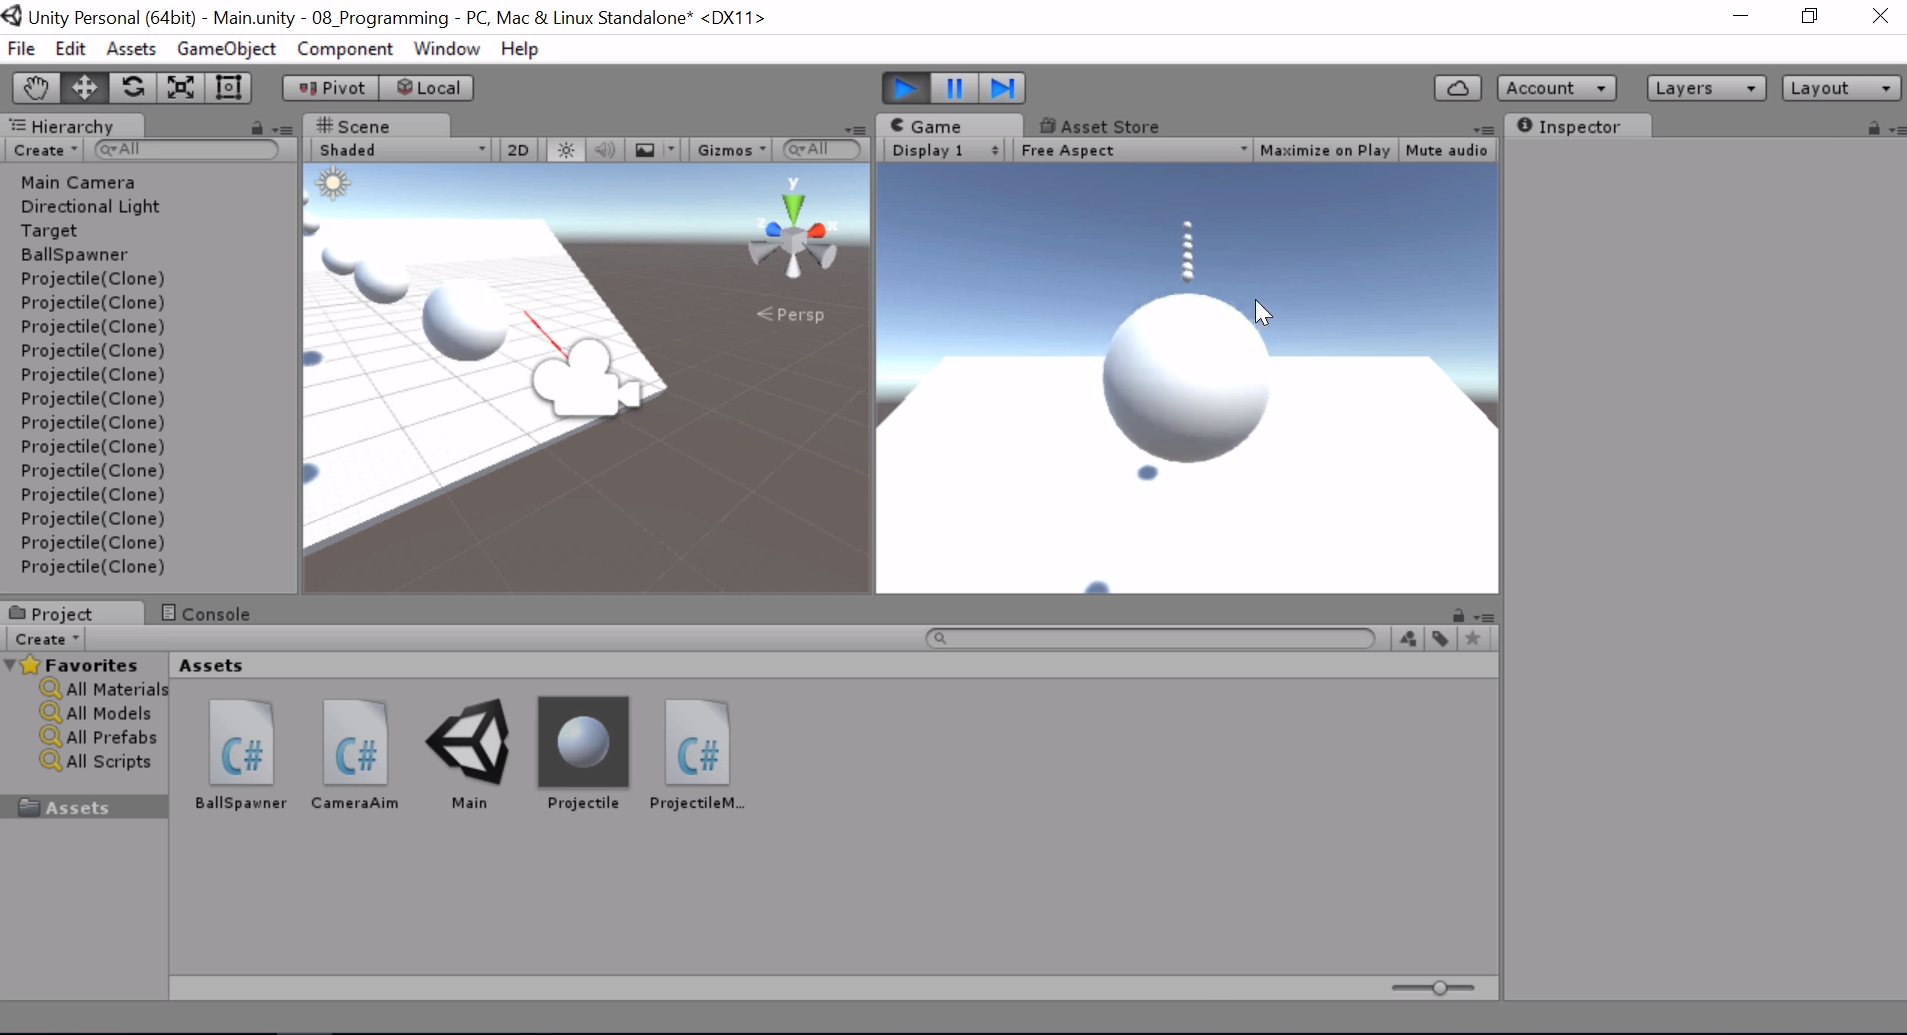 Unity Personal (64bit) - Main.unity - 08_Programming - PC, Mac & Linux Standalone* <DX11>
File Edit Assets GameObject Component Window Help
Pivot Local Account Layers Layout
Hierarchy Scene Game Asset Store Inspector
Create All Shaded 2D Gizmos All Display 1 Free Aspect Maximize on Play Mute audio
Main Camera
Directional Light
Target
BallSpawner
Projectile(Clone)
Projectile(Clone)
Projectile(Clone)
Projectile(Clone)
Projectile(Clone)
Projectile(Clone)
Projectile(Clone)
Projectile(Clone)
Projectile(Clone)
Projectile(Clone)
Projectile(Clone)
Projectile(Clone)
Projectile(Clone)
y
z x
Persp
Project Console
Create
Favorites
All Materials
All Models
All Prefabs
All Scripts
Assets
Assets
C# C# C#
BallSpawner CameraAim Main Projectile ProjectileM...